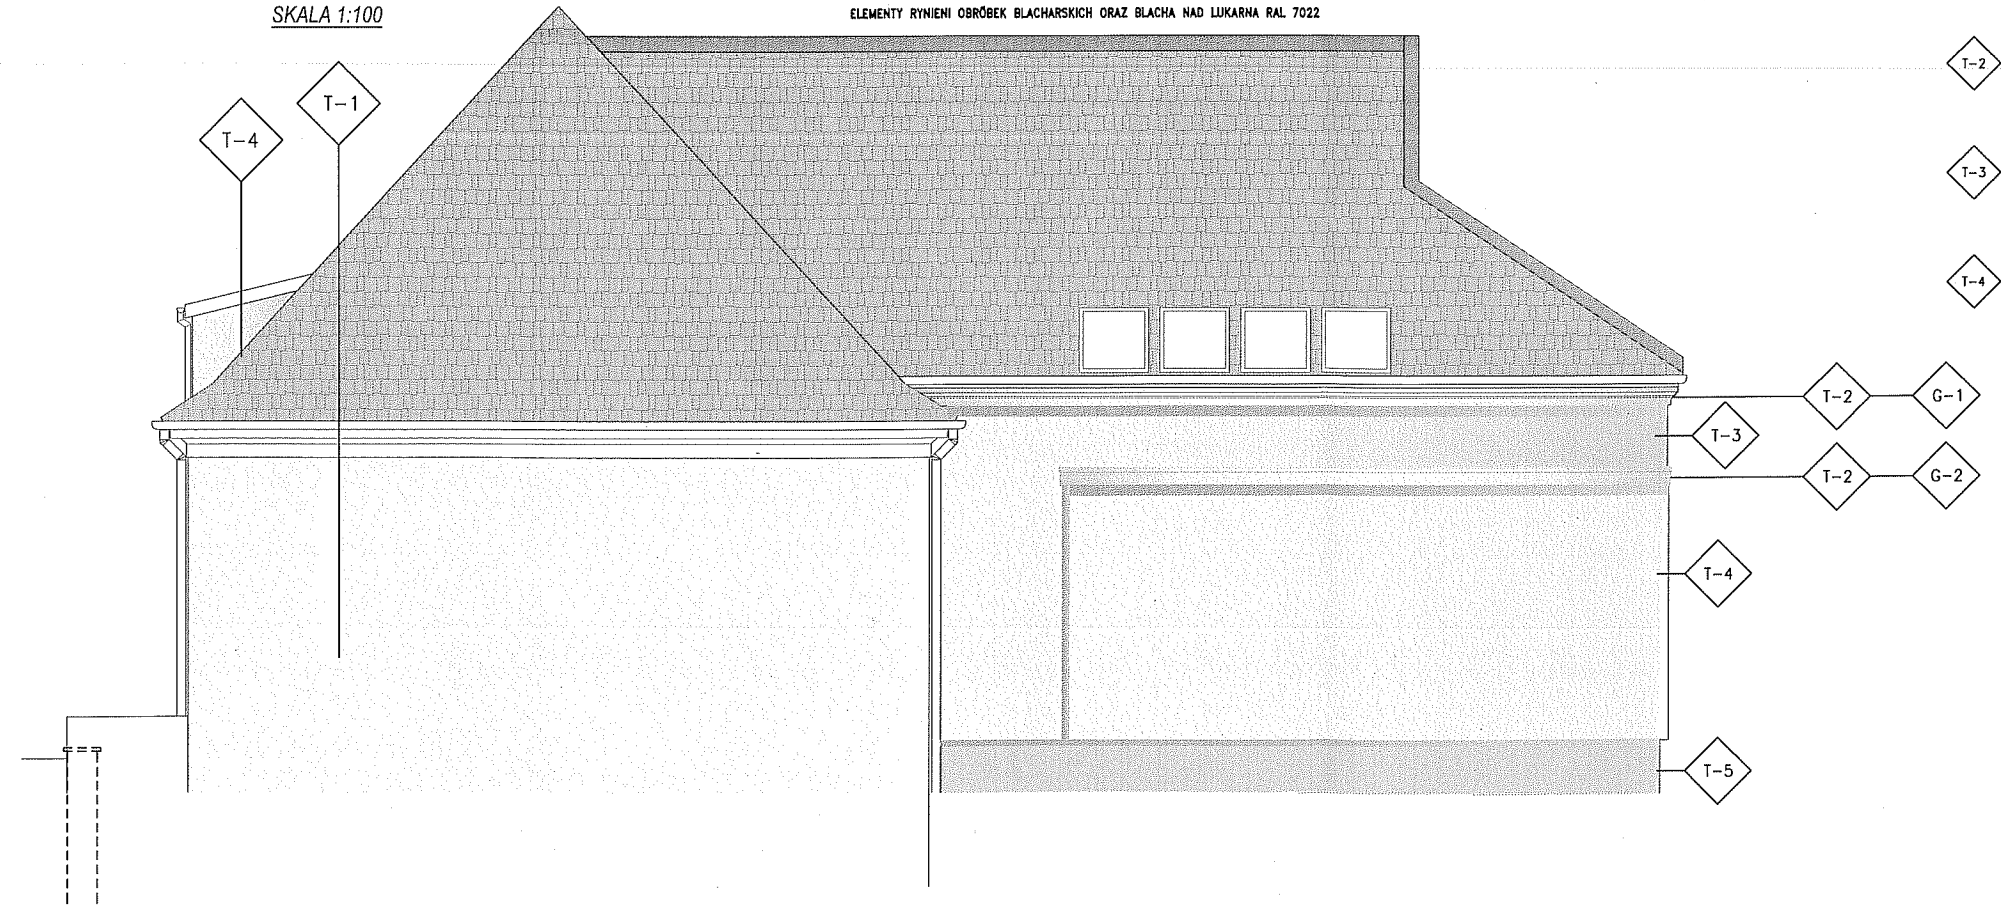 SKALA 1:100
ELEMENTY RYNIENI OBRÓBEK BLACHARSKICH ORAZ BLACHA NAD LUKARNA RAL 7022
T-2
T-1
T-4
T-3
T-4
T-2
G-1
T-3
T-2
G-2
T-4
T-5